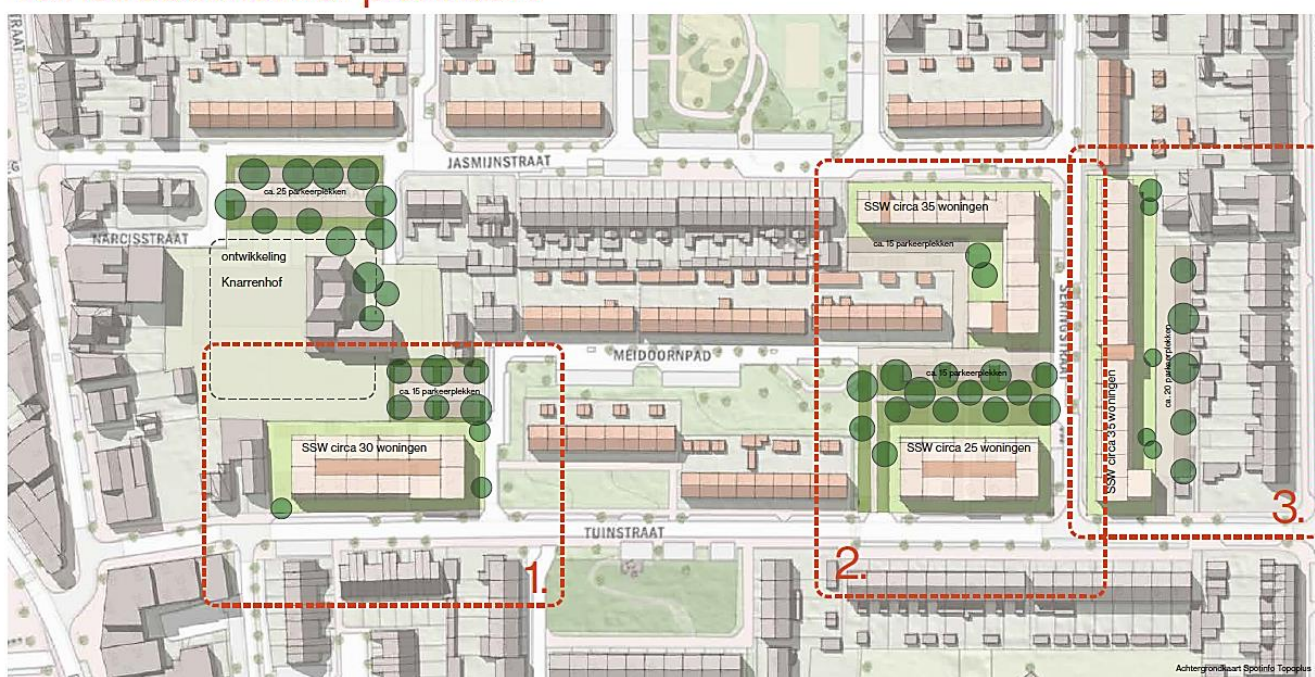 JASMIJNSTRAAT
ca. 25 parkeerplekken
NARCISSTRAAT
SSW circa 35 woningen
ca. 15 parkeerplekken
ontwikkeling
Knarrenhof
SERINGSTRAAT
MEIDOORNPAD
ca. 15 parkeerplekken
ca. 15 parkeerplekken
ca. 20 parkeerplekken
SSW circa 35 woningen
SSW circa 30 woningen
SSW circa 25 woningen
TUINSTRAAT
1.
2.
3.
Achtergrondkaart Spotinfo Topoplus